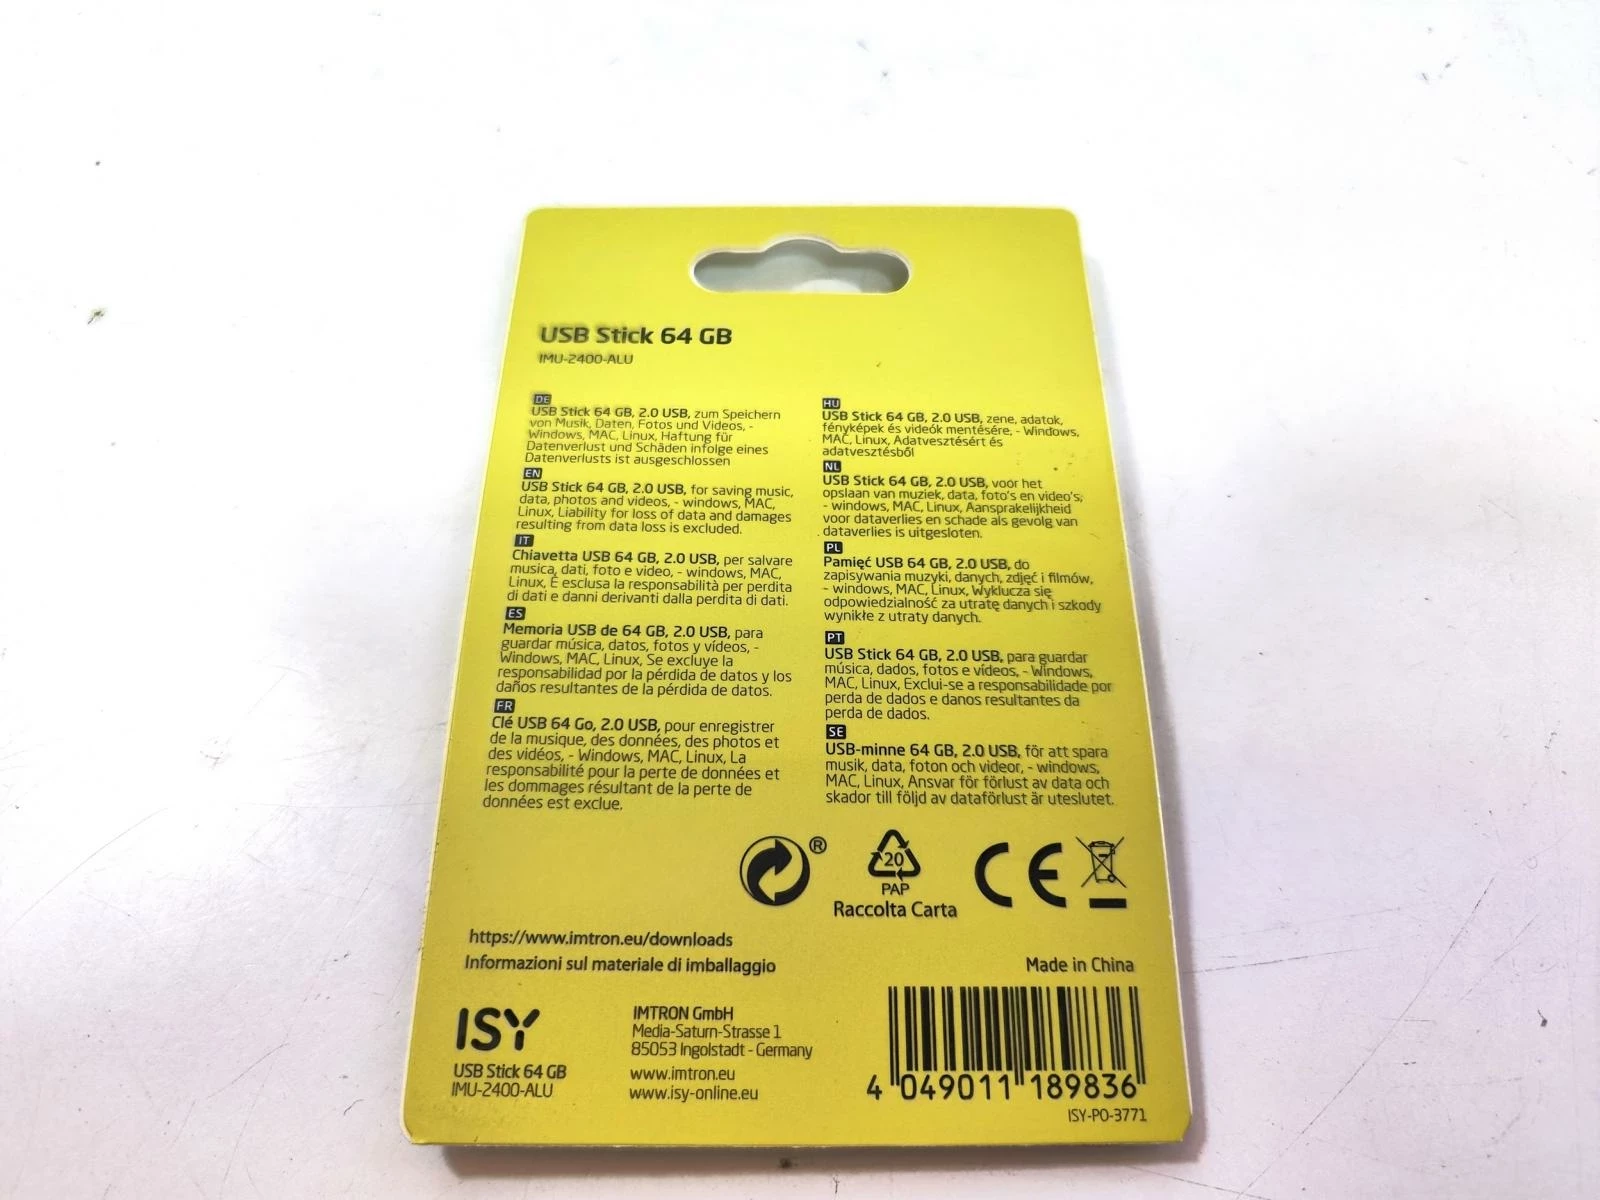 USB Stick 64 GB
IMU-2400-ALU
DE
USB Stick 64 GB, 2.0 USB, zum Speichern
von Musik, Daten, Fotos und Videos, -
Windows, MAC, Linux, Haftung für
Datenverlust und Schäden infolge eines
Datenverlusts ist ausgeschlossen
EN
USB Stick 64 GB, 2.0 USB, for saving music,
data, photos and videos, - windows, MAC,
Linux, Liability for loss of data and damages
resulting from data loss is excluded.
IT
Chiavetta USB 64 GB, 2.0 USB, per salvare
musica, dati, foto e video, - windows, MAC,
Linux, È esclusa la responsabilità per perdita
di dati e danni derivanti dalla perdita di dati.
ES
Memoria USB de 64 GB, 2.0 USB, para
guardar música, datos, fotos y vídeos, -
Windows, MAC, Linux, Se excluye la
responsabilidad por la pérdida de datos y los
daños resultantes de la pérdida de datos.
FR
Clé USB 64 Go, 2.0 USB, pour enregistrer
de la musique, des données, des photos et
des vidéos, - Windows, MAC, Linux, La
responsabilité pour la perte de données et
les dommages résultant de la perte de
données est exclue.
HU
USB Stick 64 GB, 2.0 USB, zene, adatok,
fényképek és videók mentésére, - Windows,
MAC, Linux, Adatvesztésért és
adatvesztésből
NL
USB Stick 64 GB, 2.0 USB, voor het
opslaan van muziek, data, foto's en video's,
- windows, MAC, Linux, Aansprakelijkheid
voor dataverlies en schade als gevolg van
dataverlies is uitgesloten.
PL
Pamięć USB 64 GB, 2.0 USB, do
zapisywania muzyki, danych, zdjęć i filmów,
- windows, MAC, Linux, Wyklucza się
odpowiedzialność za utratę danych i szkody
wynikłe z utraty danych.
PT
USB Stick 64 GB, 2.0 USB, para guardar
música, dados, fotos e vídeos, - Windows,
MAC, Linux, Exclui-se a responsabilidade por
perda de dados e danos resultantes da
perda de dados.
SE
USB-minne 64 GB, 2.0 USB, för att spara
musik, data, foton och videor, - windows,
MAC, Linux, Ansvar för förlust av data och
skador till följd av dataförlust är uteslutet.
®
20
PAP
Raccolta Carta
CE
https://www.imtron.eu/downloads
Informazioni sul materiale di imballaggio
Made in China
ISY
USB Stick 64 GB
IMU-2400-ALU
IMTRON GmbH
Media-Saturn-Strasse 1
85053 Ingolstadt - Germany
www.imtron.eu
www.isy-online.eu
4 049011 189836
ISY-PO-3771